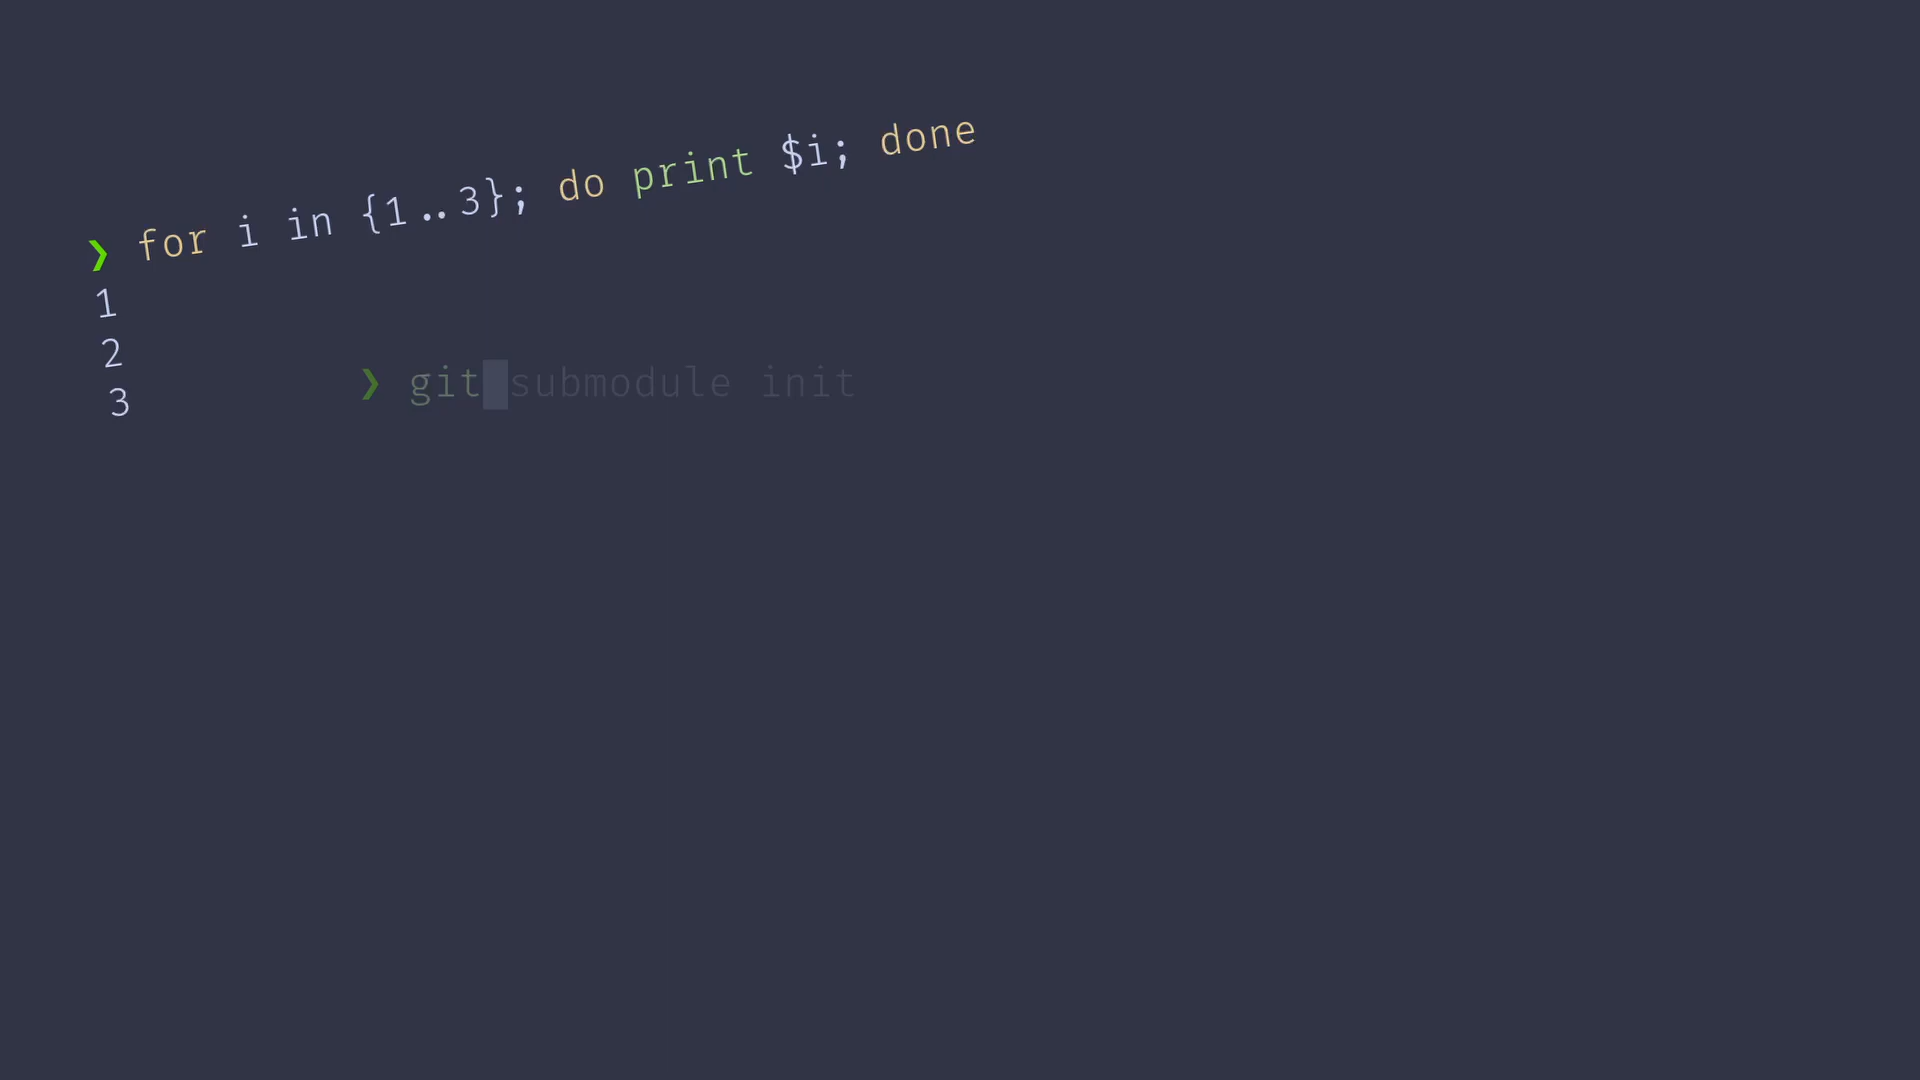 ❯ for i in {1..3}; do print $i; done
1
2
3
❯ git submodule init